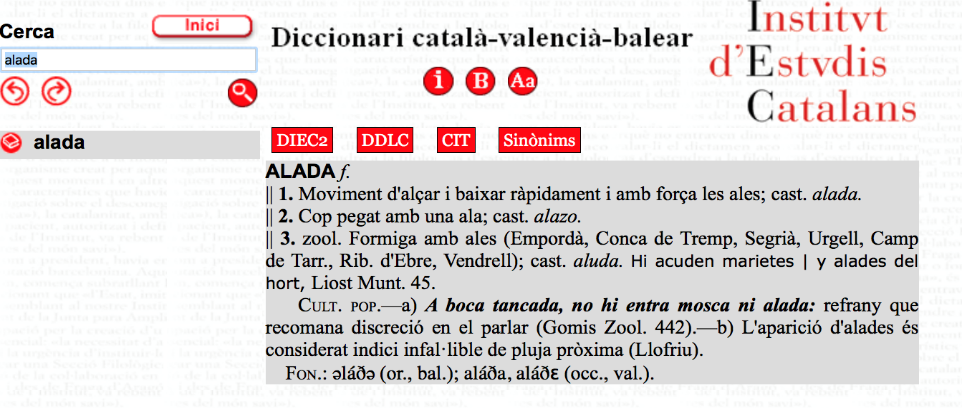 Cerca
Inici
alada
Diccionari català-valencià-balear
i B Aa
Institvt
d'Estvdis
Catalans
alada
DIEC2 DDLC CIT Sinònims
ALADA f.
|| 1. Moviment d'alçar i baixar ràpidament i amb força les ales; cast. alada.
|| 2. Cop pegat amb una ala; cast. alazo.
|| 3. zool. Formiga amb ales (Empordà, Conca de Tremp, Segrià, Urgell, Camp
de Tarr., Rib. d'Ebre, Vendrell); cast. aluda. Hi acuden marietes | y alades del
hort, Liost Munt. 45.
CULT. POP.—a) A boca tancada, no hi entra mosca ni alada: refrany que
recomana discreció en el parlar (Gomis Zool. 442).—b) L'aparició d'alades és
considerat indici infal·lible de pluja pròxima (Llofriu).
FON.: əláðə (or., bal.); aláða, aláðɛ (occ., val.).